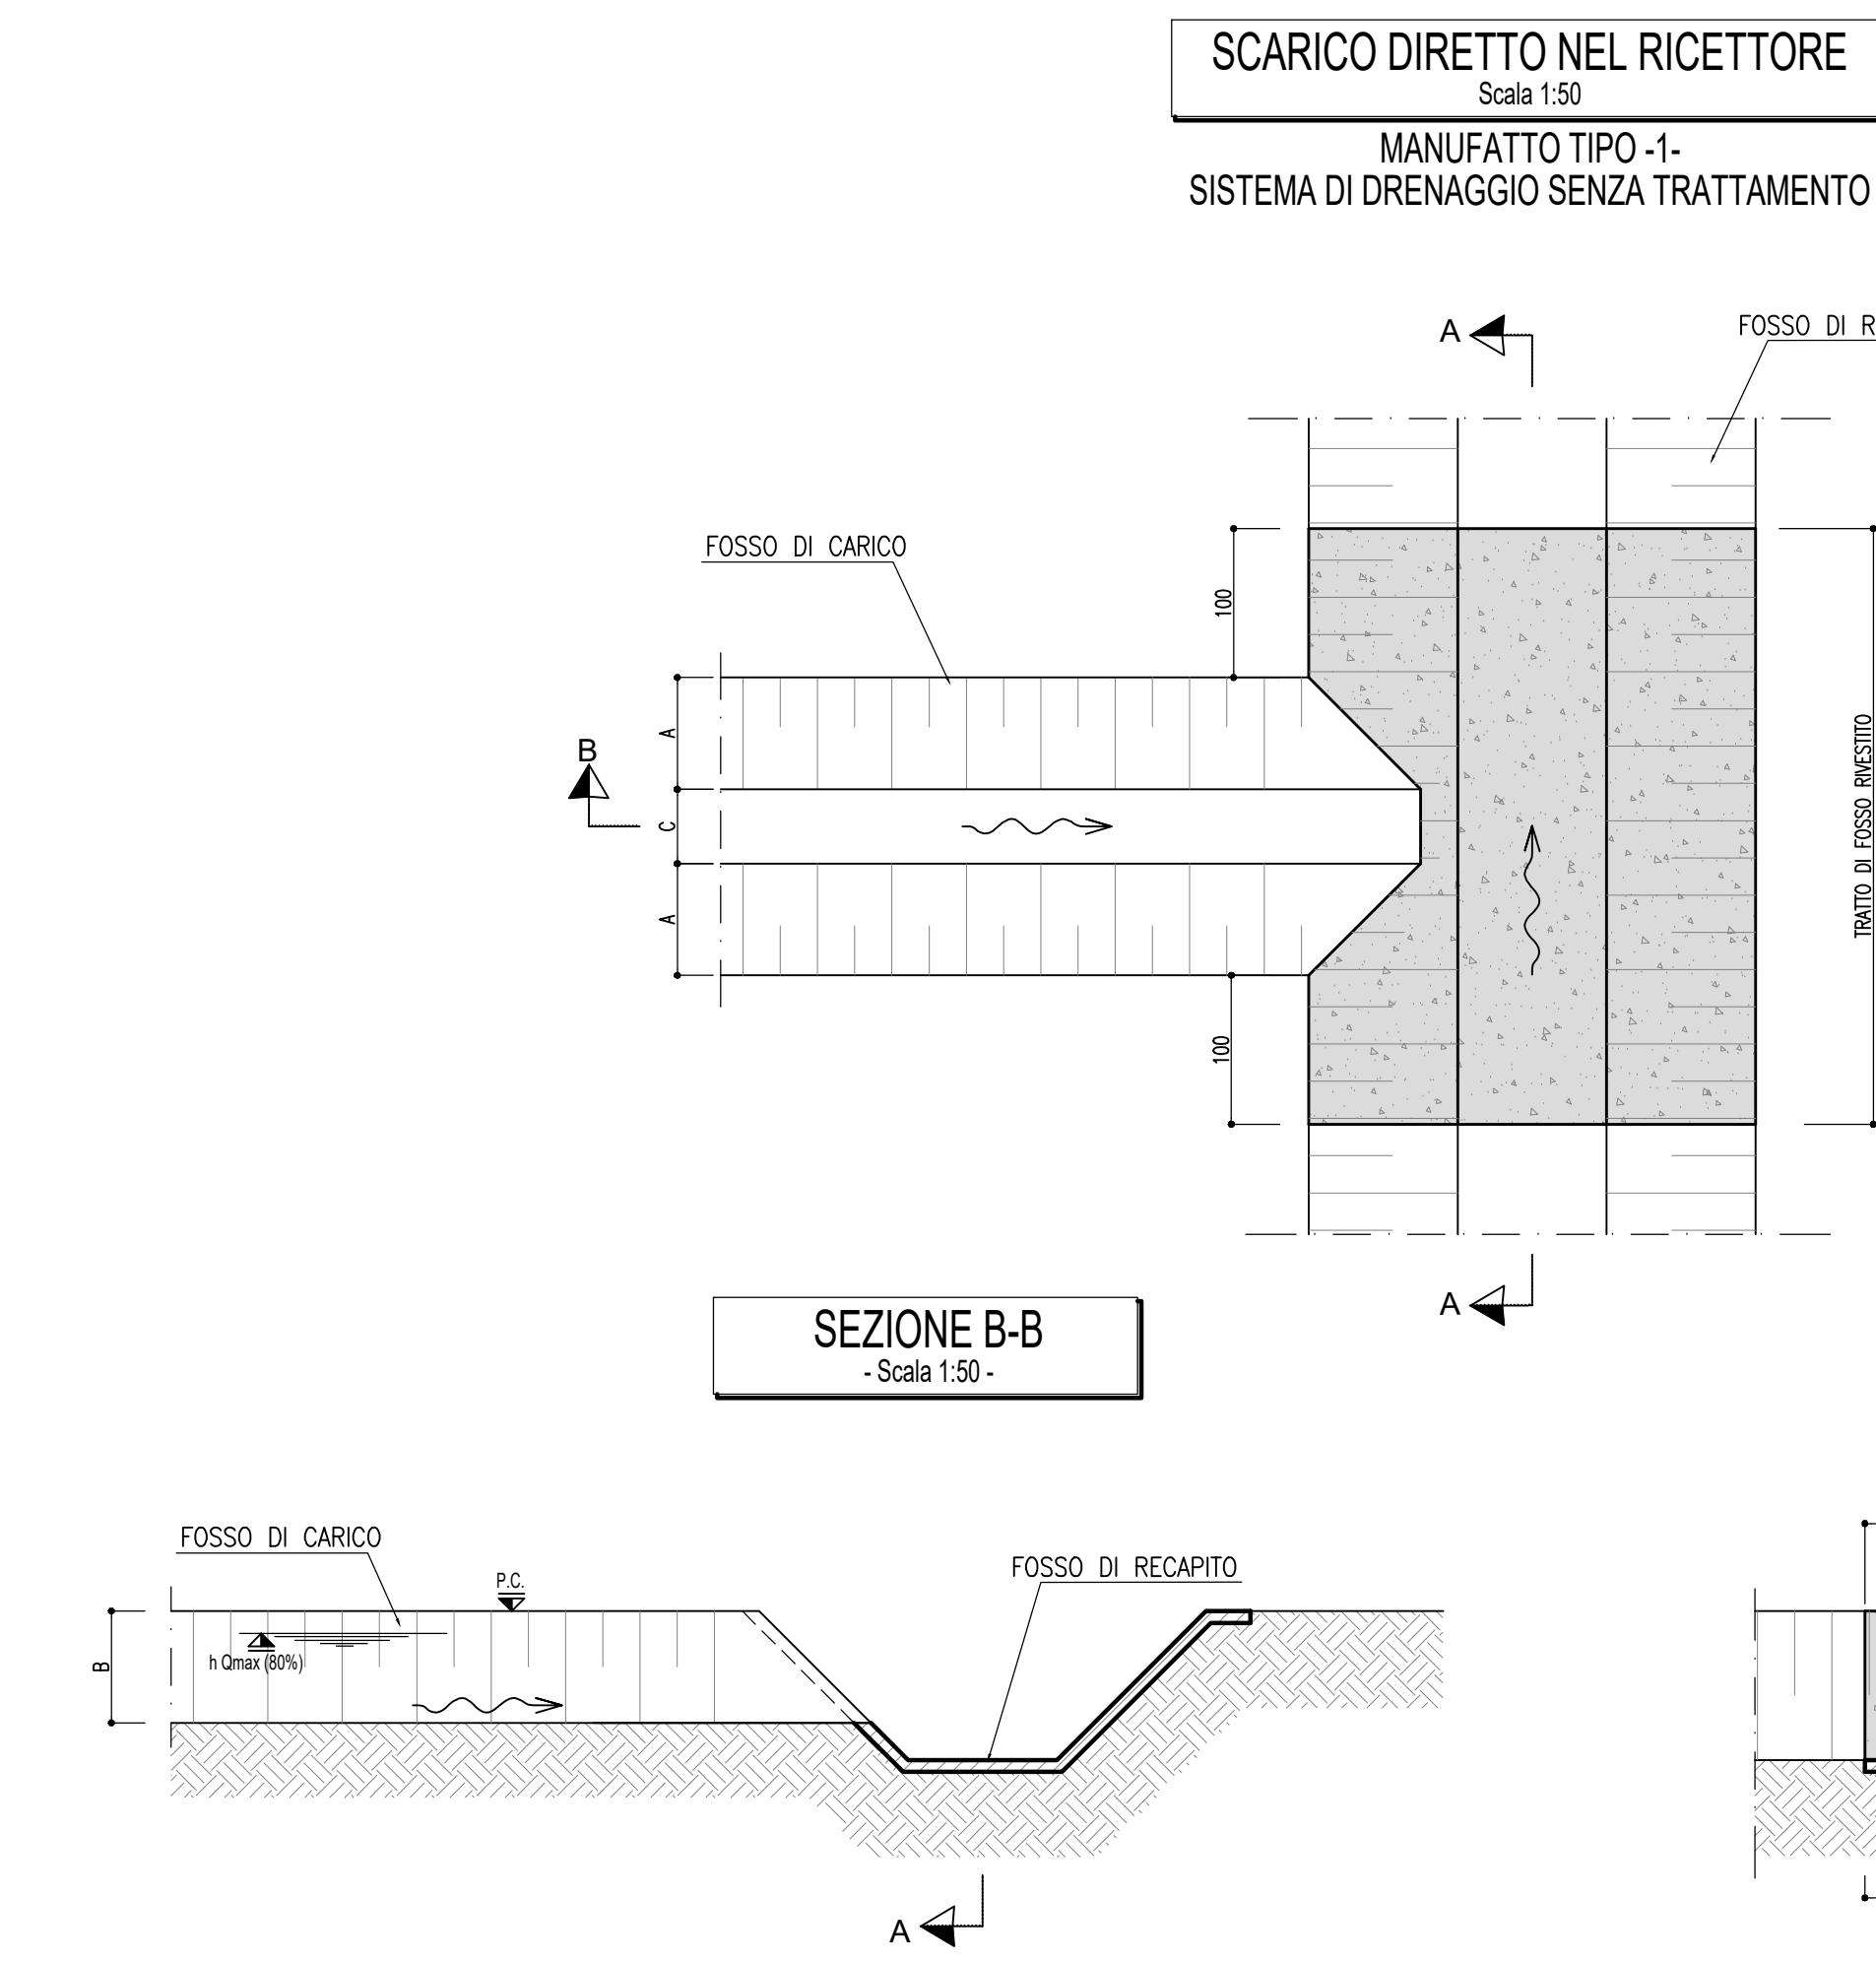 SCARICO DIRETTO NEL RICETTORE
Scala 1:50
MANUFATTO TIPO -1-
SISTEMA DI DRENAGGIO SENZA TRATTAMENTO
A
FOSSO DI R
FOSSO DI CARICO
100
A
B
C
A
TRATTO DI FOSSO RIVESTITO
100
A
SEZIONE B-B
- Scala 1:50 -
FOSSO DI CARICO
P.C.
FOSSO DI RECAPITO
B
h Qmax (80%)
A